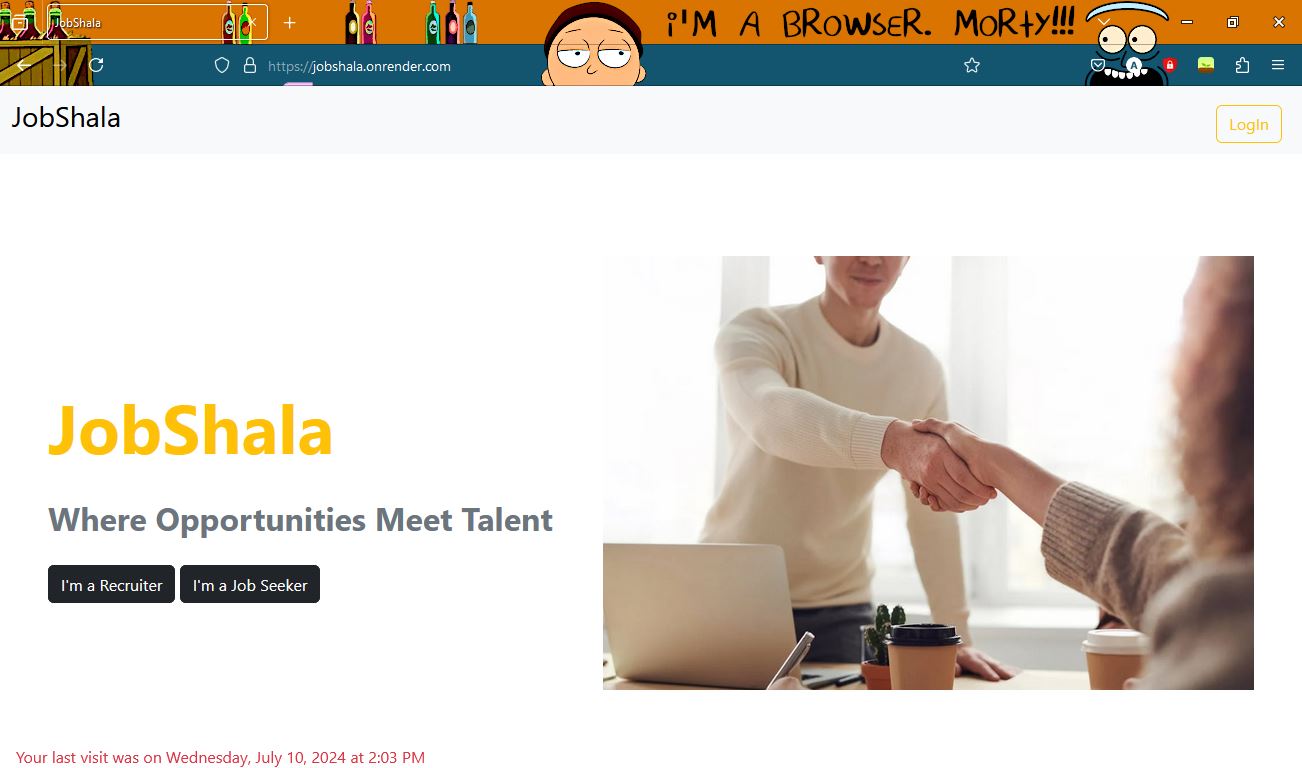 JobShala
i'M A BROWSER. MORty!!!
https://jobshala.onrender.com
A
JobShala
LogIn
JobShala
Where Opportunities Meet Talent
I'm a Recruiter
I'm a Job Seeker
Your last visit was on Wednesday, July 10, 2024 at 2:03 PM